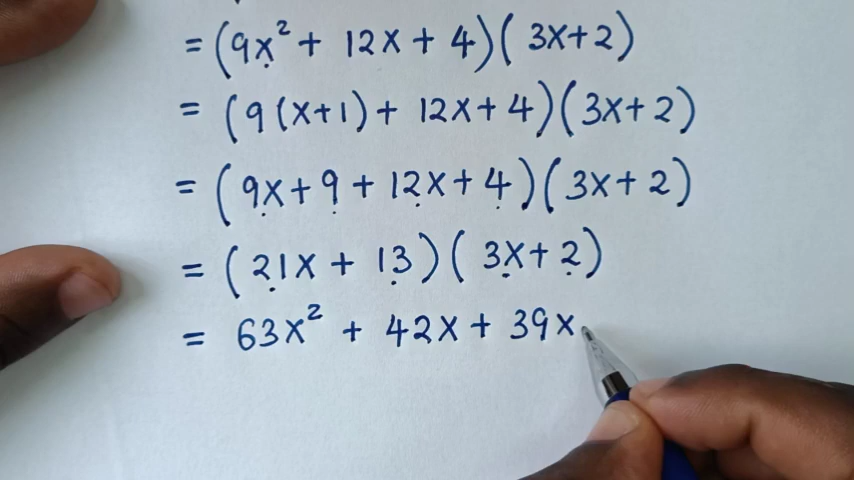 = (9x² + 12x + 4)(3x+2)
= (9(x+1) + 12x+4)(3x+2)
= (9x+9 + 12x+4)(3x+2)
= (21x + 13)(3x+2)
= 63x² + 42x + 39x